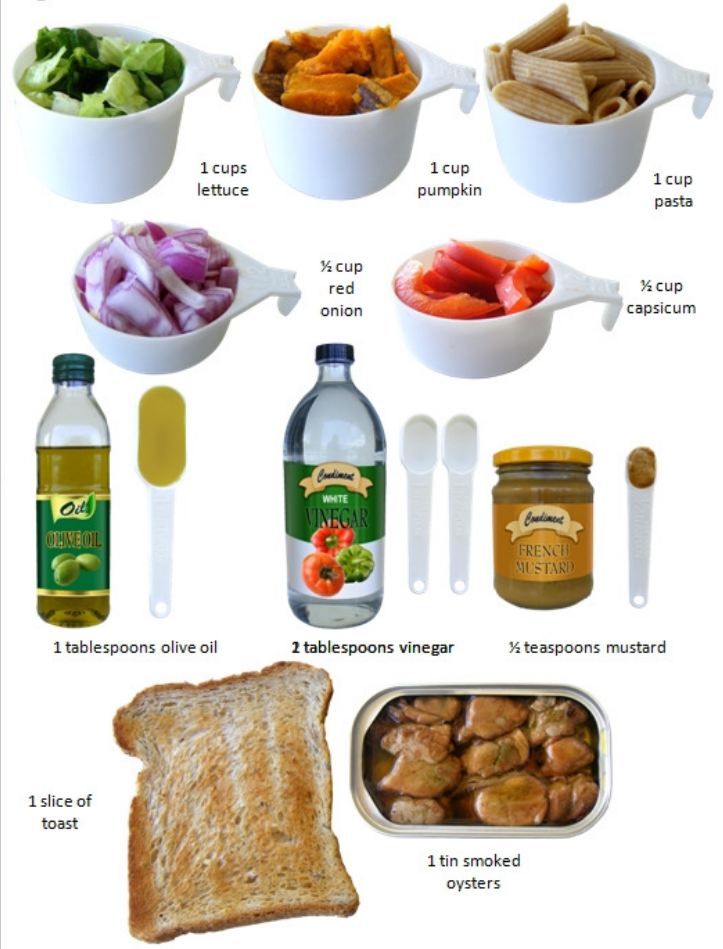 1 cups
lettuce
1 cup
pumpkin
1 cup
pasta
½ cup
red
onion
½ cup
capsicum
Oil
OLIVE OIL
Condiment
WHITE
VINEGAR
Condiment
FRENCH
MUSTARD
1 tablespoons olive oil
tablespoons vinegar
½ teaspoons mustard
1 slice of
toast
1 tin smoked
oysters